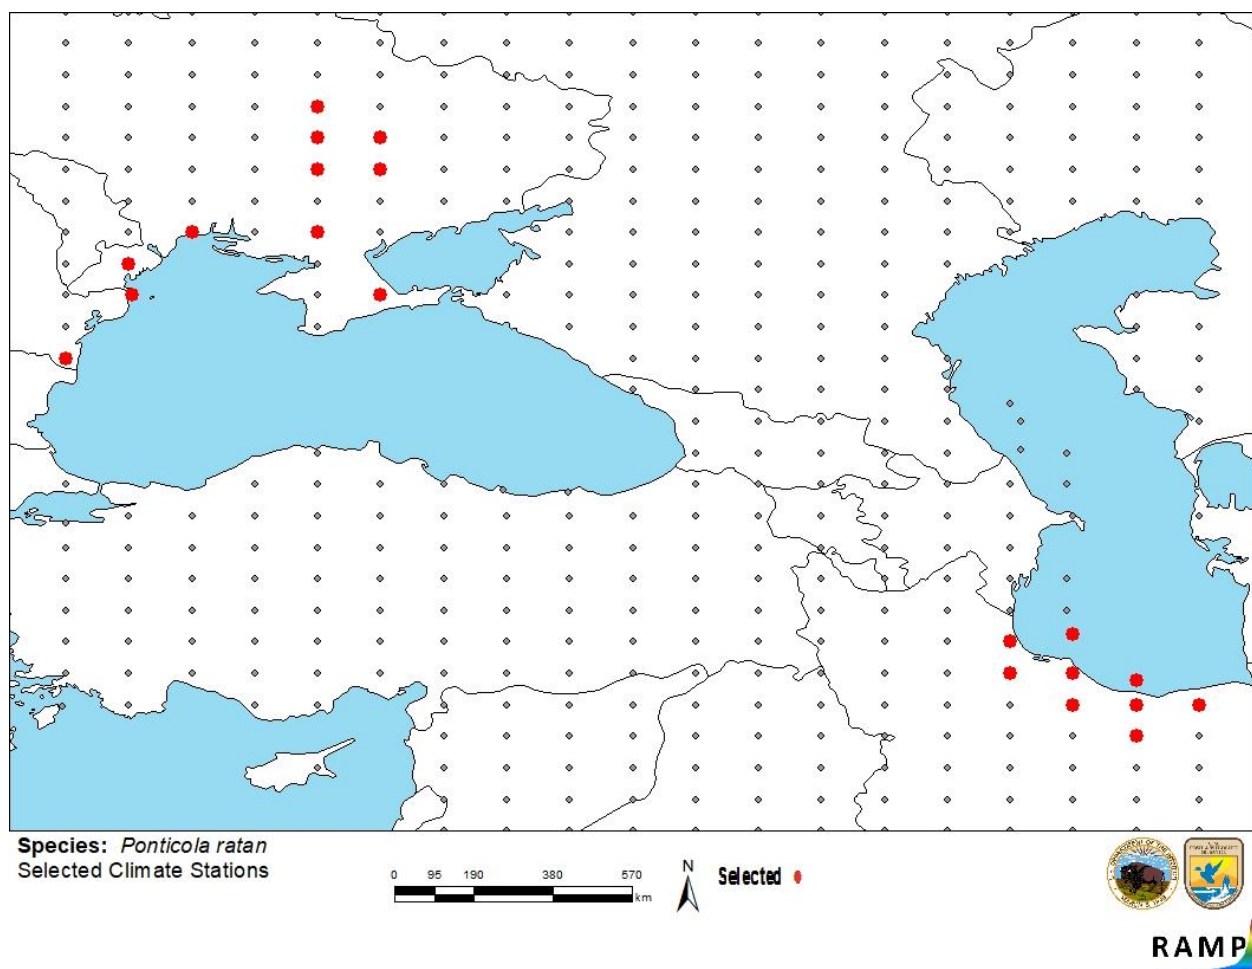 Species: Ponticola ratan
Selected Climate Stations
0 95 190 380 570
km
N
Selected
RAMP